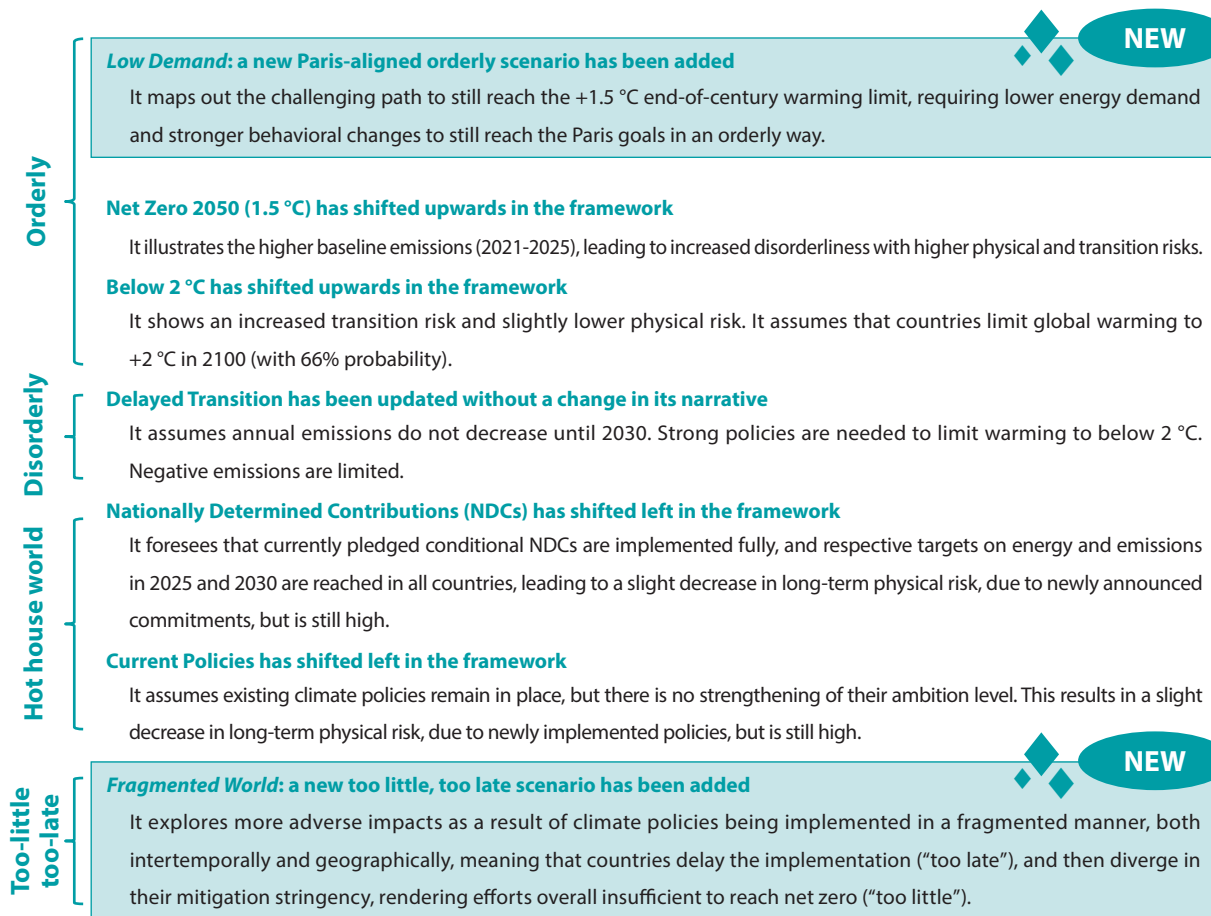 NEW
Orderly
Low Demand: a new Paris-aligned orderly scenario has been added
It maps out the challenging path to still reach the +1.5 °C end-of-century warming limit, requiring lower energy demand
and stronger behavioral changes to still reach the Paris goals in an orderly way.
Net Zero 2050 (1.5 °C) has shifted upwards in the framework
It illustrates the higher baseline emissions (2021-2025), leading to increased disorderliness with higher physical and transition risks.
Below 2 °C has shifted upwards in the framework
It shows an increased transition risk and slightly lower physical risk. It assumes that countries limit global warming to
+2 °C in 2100 (with 66% probability).
Disorderly
Delayed Transition has been updated without a change in its narrative
It assumes annual emissions do not decrease until 2030. Strong policies are needed to limit warming to below 2 °C.
Negative emissions are limited.
Hot house world
Nationally Determined Contributions (NDCs) has shifted left in the framework
It foresees that currently pledged conditional NDCs are implemented fully, and respective targets on energy and emissions
in 2025 and 2030 are reached in all countries, leading to a slight decrease in long-term physical risk, due to newly announced
commitments, but is still high.
Current Policies has shifted left in the framework
It assumes existing climate policies remain in place, but there is no strengthening of their ambition level. This results in a slight
decrease in long-term physical risk, due to newly implemented policies, but is still high.
NEW
Too-little
too-late
Fragmented World: a new too little, too late scenario has been added
It explores more adverse impacts as a result of climate policies being implemented in a fragmented manner, both
intertemporally and geographically, meaning that countries delay the implementation (“too late”), and then diverge in
their mitigation stringency, rendering efforts overall insufficient to reach net zero (“too little”).